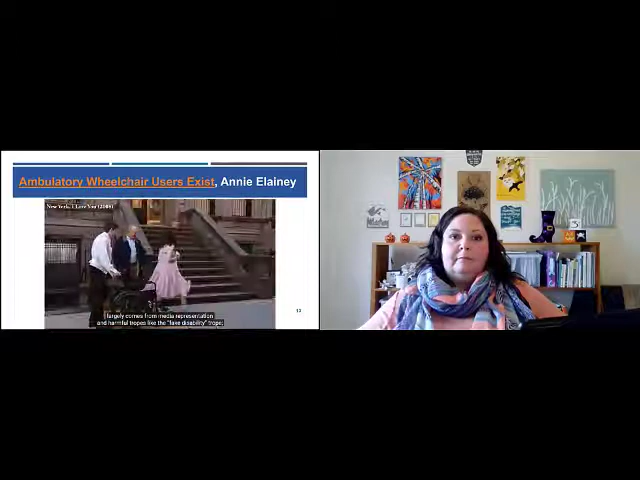 Ambulatory Wheelchair Users Exist, Annie Elainey
New York, I Love You (2008)
largely comes from media representation
and harmful tropes like the "fake disability" trope;